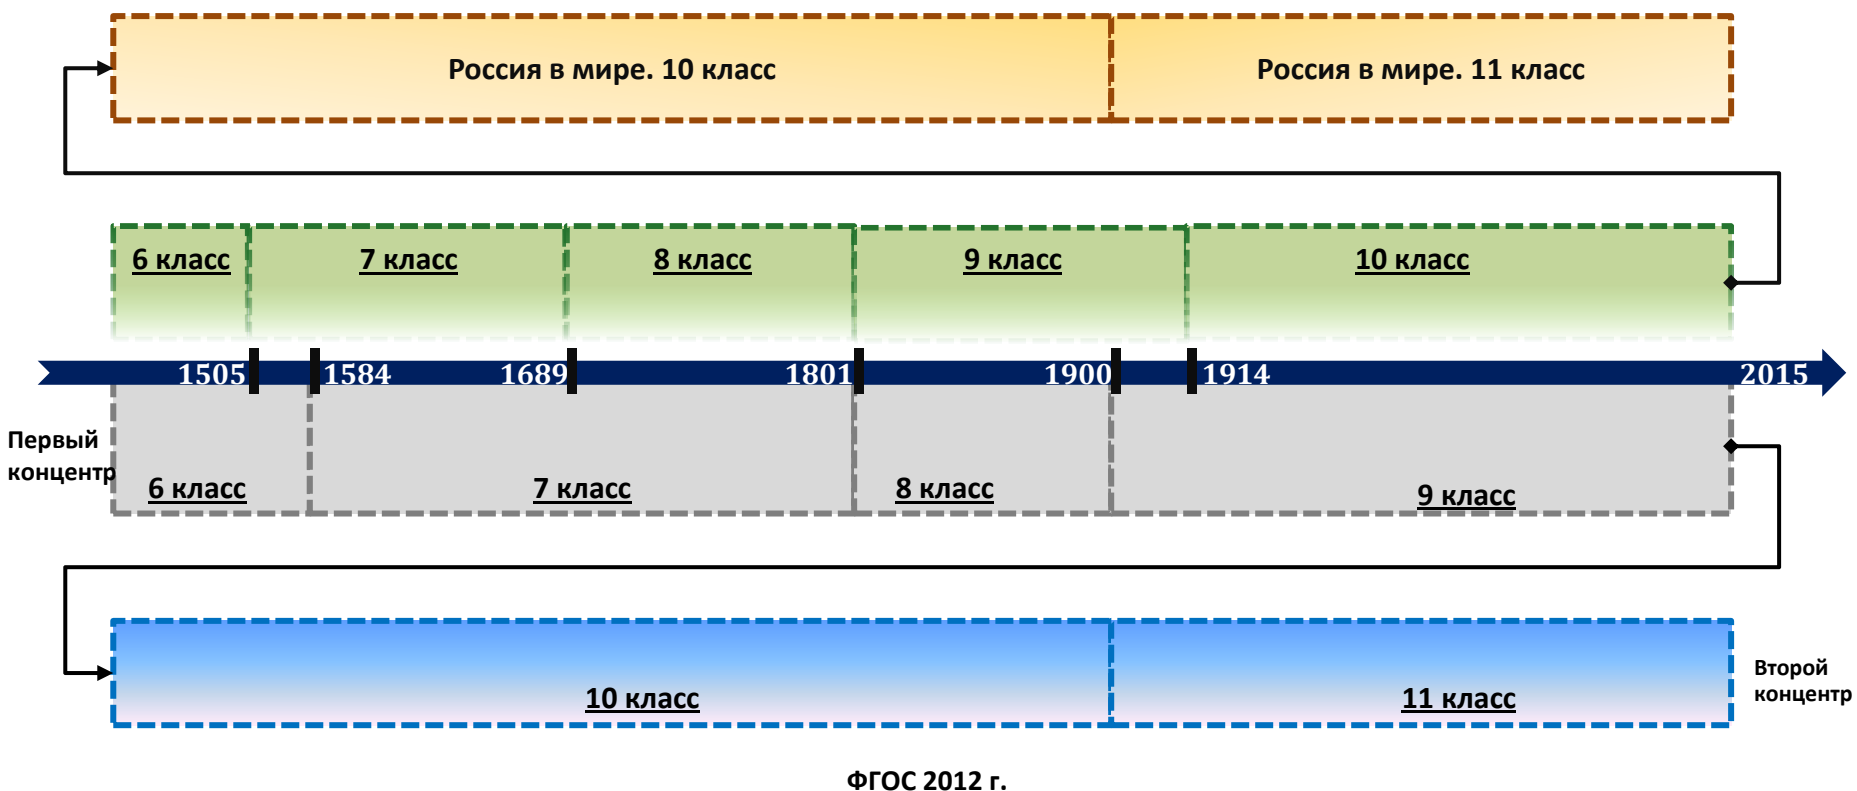 Россия в мире. 10 класс
Россия в мире. 11 класс
6 класс
7 класс
8 класс
9 класс
10 класс
1505
1584
1689
1801
1900
1914
2015
Первый
концентр
6 класс
7 класс
8 класс
9 класс
10 класс
11 класс
Второй
концентр
ФГОС 2012 г.